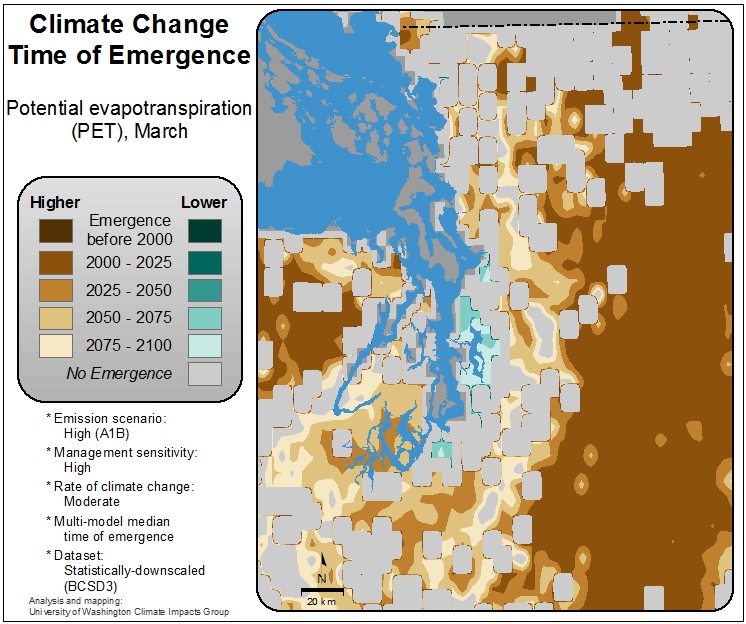 Climate Change
Time of Emergence
Potential evapotranspiration
(PET), March
Higher Lower
Emergence
before 2000
2000 - 2025
2025 - 2050
2050 - 2075
2075 - 2100
No Emergence
* Emission scenario:
High (A1B)
* Management sensitivity:
High
* Rate of climate change:
Moderate
* Multi-model median
time of emergence
* Dataset:
Statistically-downscaled
(BCSD3)
Analysis and mapping:
University of Washington Climate Impacts Group
N
20 km